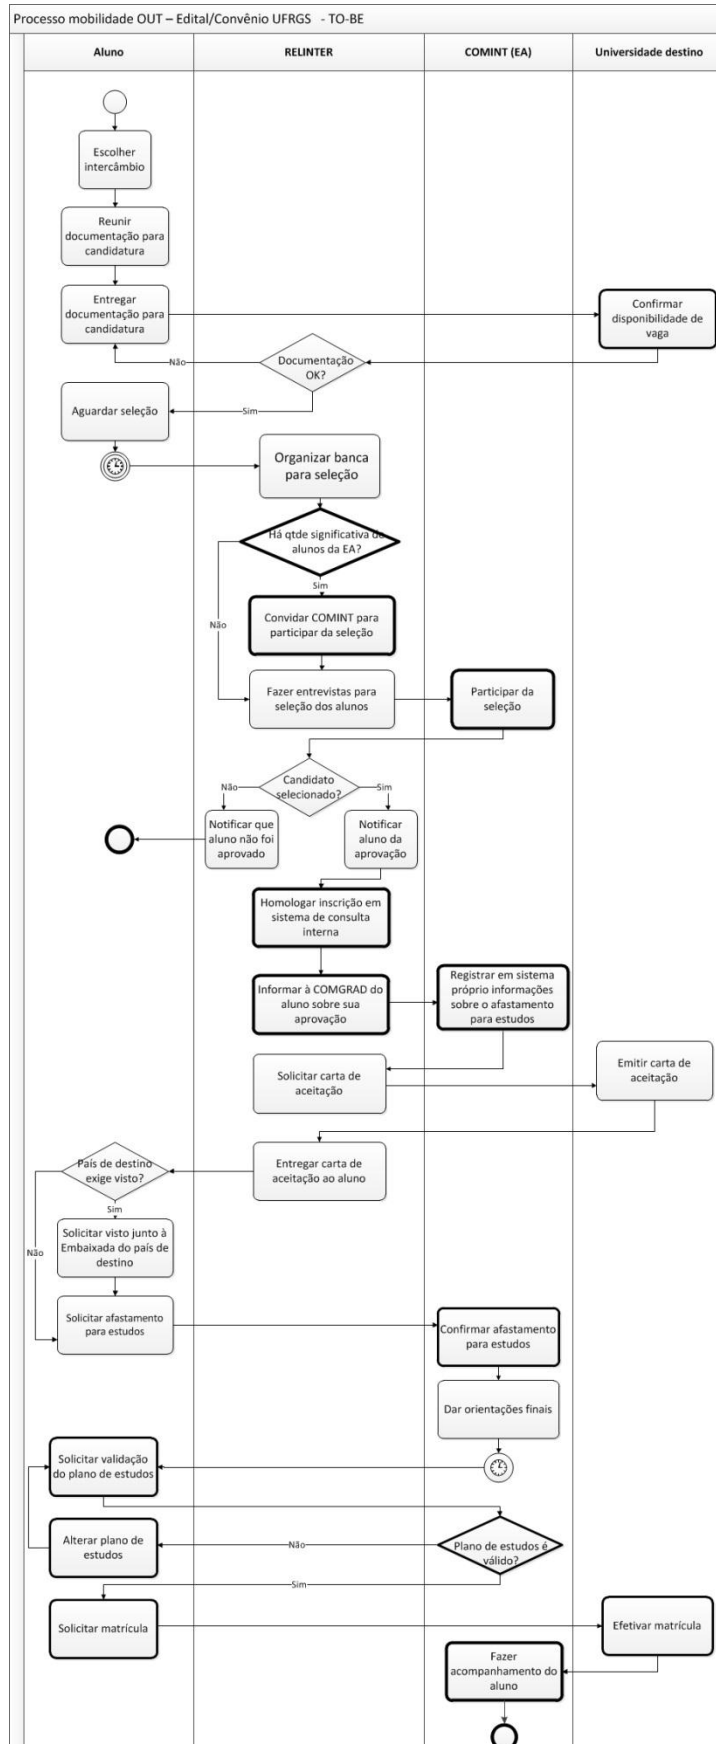 Processo mobilidade OUT – Edital/Convênio UFRGS - TO-BE
Aluno
RELINTER
COMINT (EA)
Universidade destino
Escolher
intercâmbio
Reunir
documentação para
candidatura
Entregar
documentação para
candidatura
Confirmar
disponibilidade de
vaga
Documentação
OK?
Não
Sim
Aguardar seleção
Organizar banca
para seleção
Há qtde significativa de
alunos da EA?
Sim
Não
Convidar COMINT para
participar da seleção
Fazer entrevistas para
seleção dos alunos
Participar da
seleção
Candidato
selecionado?
Não
Sim
Notificar que
aluno não foi
aprovado
Notificar
aluno da
aprovação
Homologar inscrição em
sistema de consulta
interna
Informar à COMGRAD do
aluno sobre sua
aprovação
Registrar em sistema
próprio informações
sobre o afastamento
para estudos
Solicitar carta de
aceitação
Emitir carta de
aceitação
Entregar carta de
aceitação ao aluno
País de destino
exige visto?
Sim
Não
Solicitar visto junto à
Embaixada do país de
destino
Solicitar afastamento
para estudos
Confirmar afastamento
para estudos
Dar orientações finais
Solicitar validação
do plano de estudos
Alterar plano de
estudos
Não
Plano de estudos é
válido?
Sim
Solicitar matrícula
Efetivar matrícula
Fazer
acompanhamento do
aluno